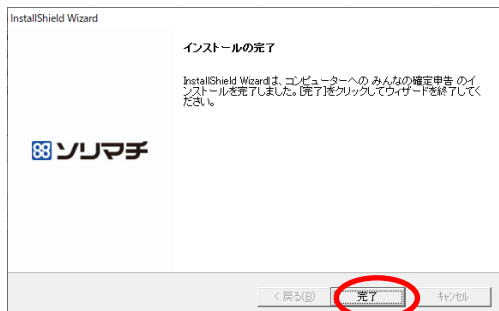 InstallShield Wizard
インストールの完了
InstallShield Wizardは、コンピューターへの みんなの確定申告 のイ
ンストールを完了しました。[完了]をクリックしてウィザードを終了してく
ださい。
ソリマチ
< 戻る(B)
完了
キャンセル